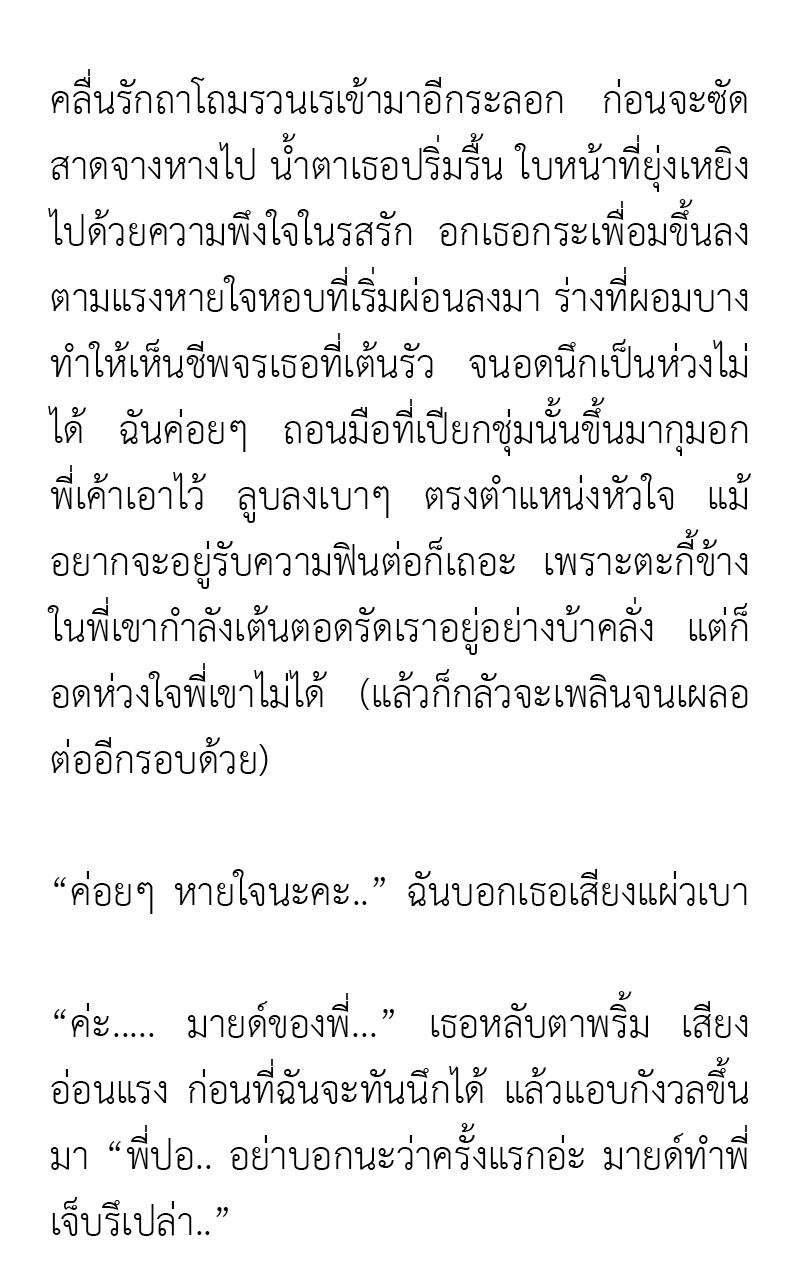 คลื่นรักถาโถมรวนเรเข้ามาอีกระลอก ก่อนจะซัด
สาดจางหางไป น้ำตาเธอปริ่มรื้น ใบหน้าที่ยุ่งเหยิง
ไปด้วยความพึงใจในรสรัก อกเธอกระเพื่อมขึ้นลง
ตามแรงหายใจหอบที่เริ่มผ่อนลงมา ร่างที่ผอมบาง
ทำให้เห็นชีพจรเธอที่เต้นรัว จนอดนึกเป็นห่วงไม่
ได้ ฉันค่อยๆ ถอนมือที่เปียกชุ่มนั้นขึ้นมากุมอก
พี่เค้าเอาไว้ ลูบลงเบาๆ ตรงตำแหน่งหัวใจ แม้
อยากจะอยู่รับความฟินต่อก็เถอะ เพราะตะกี้ข้าง
ในพี่เขากำลังเต้นตอดรัดเราอยู่อย่างบ้าคลั่ง แต่ก็
อดห่วงใจพี่เขาไม่ได้ (แล้วก็กลัวจะเพลินจนเผลอ
ต่ออีกรอบด้วย)
“ค่อยๆ หายใจนะคะ..” ฉันบอกเธอเสียงแผ่วเบา
“ค่ะ..... มายด์ของพี่...” เธอหลับตาพริ้ม เสียง
อ่อนแรง ก่อนที่ฉันจะทันนึกได้ แล้วแอบกังวลขึ้น
มา “พี่ปอ.. อย่าบอกนะว่าครั้งแรกอ่ะ มายด์ทำพี่
เจ็บรึเปล่า..”